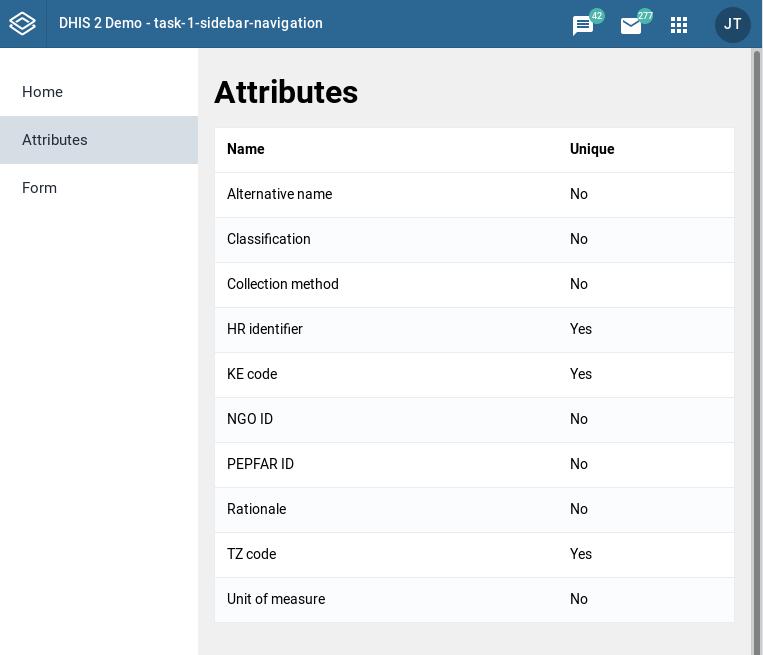 DHIS 2 Demo - task-1-sidebar-navigation
42
277
JT
Home
Attributes
Form
Attributes
Name Unique
Alternative name No
Classification No
Collection method No
HR identifier Yes
KE code Yes
NGO ID No
PEPFAR ID No
Rationale No
TZ code Yes
Unit of measure No